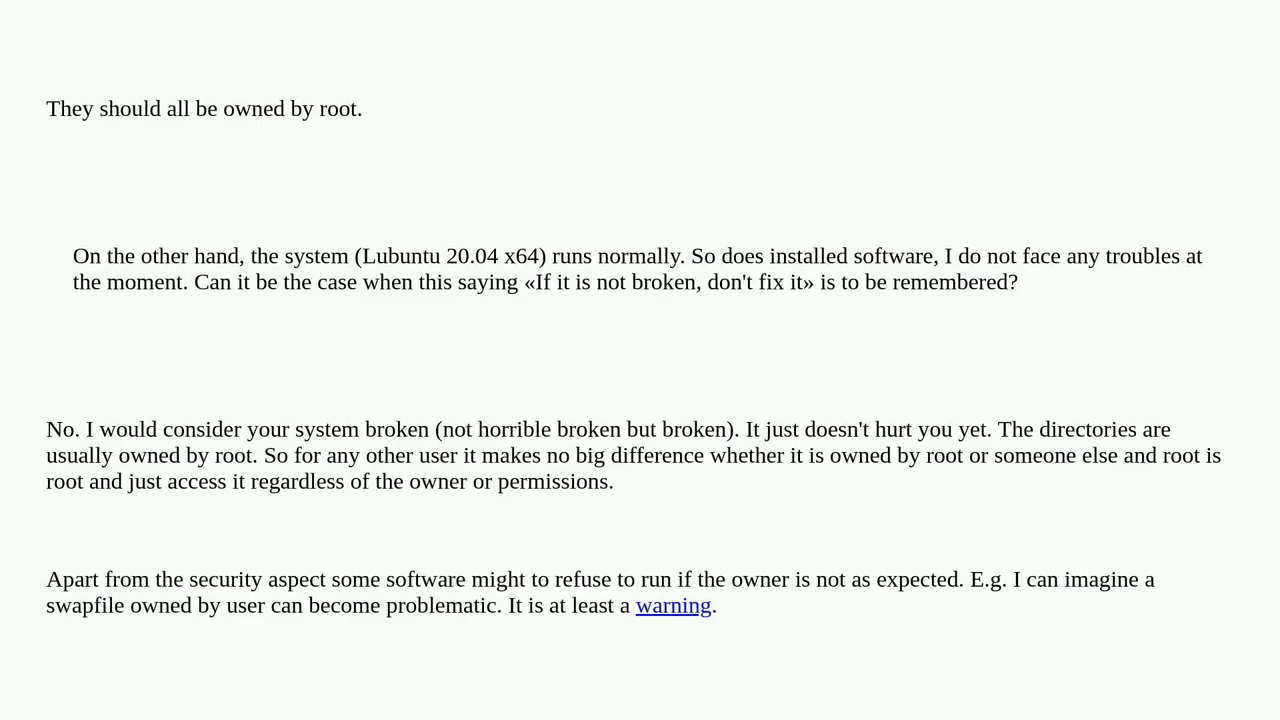 They should all be owned by root.
On the other hand, the system (Lubuntu 20.04 x64) runs normally. So does installed software, I do not face any troubles at
the moment. Can it be the case when this saying «If it is not broken, don't fix it» is to be remembered?
No. I would consider your system broken (not horrible broken but broken). It just doesn't hurt you yet. The directories are
usually owned by root. So for any other user it makes no big difference whether it is owned by root or someone else and root is
root and just access it regardless of the owner or permissions.
Apart from the security aspect some software might to refuse to run if the owner is not as expected. E.g. I can imagine a
swapfile owned by user can become problematic. It is at least a warning.